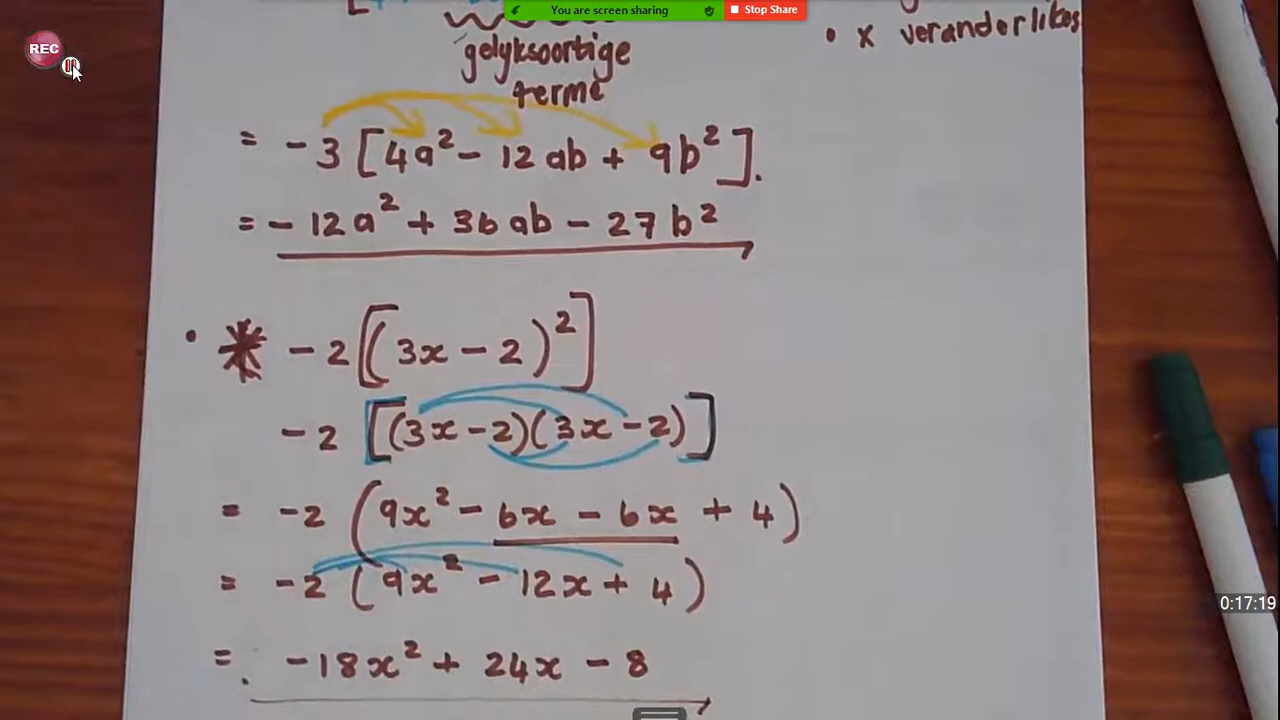 You are screen sharing
Stop Share
REC
gelyksoortige
terme
• x veranderlikes
= -3 [4a² - 12ab + 9b²].
= -12a² + 36ab - 27b²
• * -2[(3x - 2)²]
-2 [(3x - 2)(3x - 2)]
= -2 (9x² - 6x - 6x + 4)
= -2 (9x² - 12x + 4)
= -18x² + 24x - 8
0:17:19